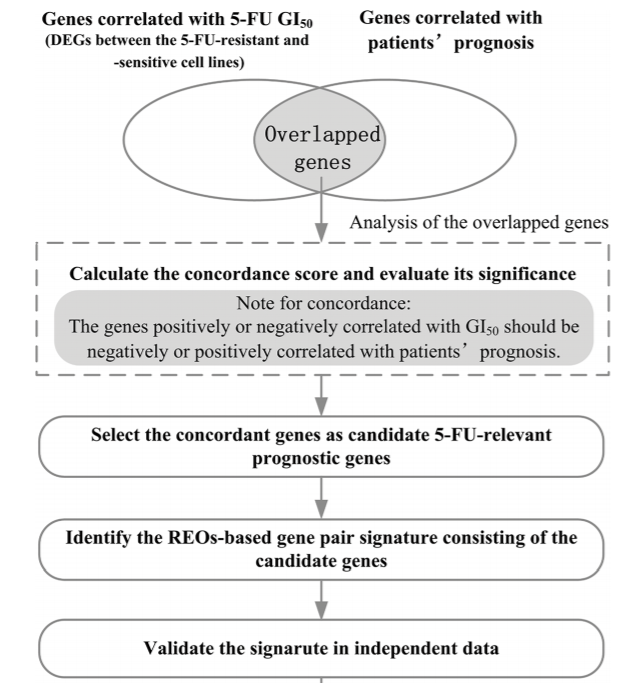 Genes correlated with 5-FU GI50
(DEGs between the 5-FU-resistant and
-sensitive cell lines)
Genes correlated with
patients’ prognosis
Overlapped
genes
Analysis of the overlapped genes
Calculate the concordance score and evaluate its significance
Note for concordance:
The genes positively or negatively correlated with GI50 should be
negatively or positively correlated with patients’ prognosis.
Select the concordant genes as candidate 5-FU-relevant
prognostic genes
Identify the REOs-based gene pair signature consisting of the
candidate genes
Validate the signarute in independent data